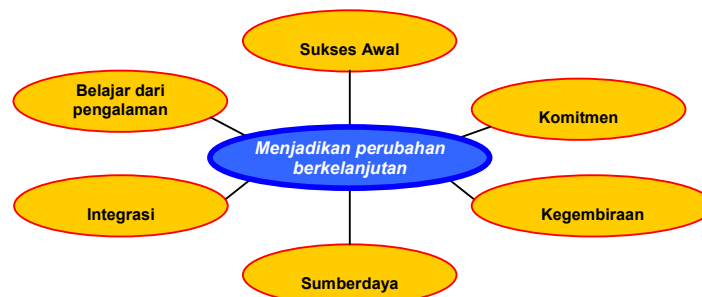 Sukses Awal
Belajar dari
pengalaman
Komitmen
Menjadikan perubahan
berkelanjutan
Integrasi
Kegembiraan
Sumberdaya